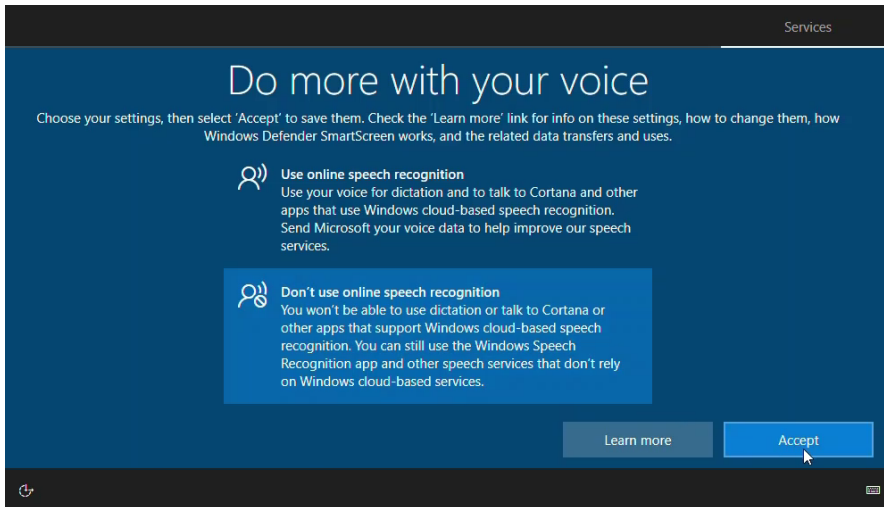 Services
Do more with your voice
Choose your settings, then select 'Accept' to save them. Check the 'Learn more' link for info on these settings, how to change them, how
Windows Defender SmartScreen works, and the related data transfers and uses.
Use online speech recognition
Use your voice for dictation and to talk to Cortana and other
apps that use Windows cloud-based speech recognition.
Send Microsoft your voice data to help improve our speech
services.
Don't use online speech recognition
You won't be able to use dictation or talk to Cortana or
other apps that support Windows cloud-based speech
recognition. You can still use the Windows Speech
Recognition app and other speech services that don't rely
on Windows cloud-based services.
Learn more
Accept